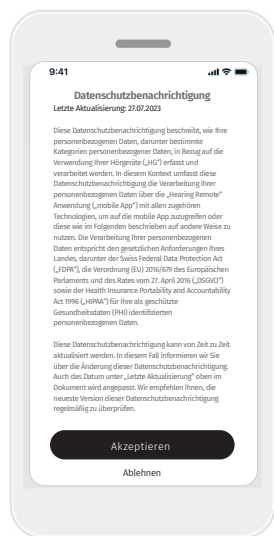 9:41
Datenschutzbenachrichtigung
Letzte Aktualisierung: 27.07.2023
Diese Datenschutzbenachrichtigung beschreibt, wie Ihre
personenbezogenen Daten, darunter bestimmte
Kategorien personenbezogener Daten, in Bezug auf die
Verwendung Ihrer Hörgeräte („HG“) erfasst und
verarbeitet werden. In diesem Kontext umfasst diese
Datenschutzbenachrichtigung die Verarbeitung Ihrer
personenbezogenen Daten über die „Hearing Remote“
Anwendung („mobile App“) mit allen zugehören
Technologien, um auf die mobile App zuzugreifen oder
diese wie im Folgenden beschrieben auf andere Weise zu
nutzen. Die Verarbeitung Ihrer personenbezogenen
Daten entspricht den gesetzlichen Anforderungen Ihres
Landes, darunter der Swiss Federal Data Protection Act
(„FDPA“), die Verordnung (EU) 2016/679 des Europäischen
Parlaments und des Rates vom 27. April 2016 („DSGVO“)
sowie der Health Insurance Portability and Accountability
Act 1996 („HIPAA“) für Ihre als geschützte
Gesundheitsdaten (PHI) identifizierten
personenbezogenen Daten.
Diese Datenschutzbenachrichtigung kann von Zeit zu Zeit
aktualisiert werden. In diesem Fall informieren wir Sie
über die Änderung dieser Datenschutzbenachrichtigung.
Auch das Datum unter „Letzte Aktualisierung“ oben im
Dokument wird angepasst. Wir empfehlen Ihnen, die
neueste Version dieser Datenschutzbenachrichtigung
regelmäßig zu überprüfen.
Akzeptieren
Ablehnen